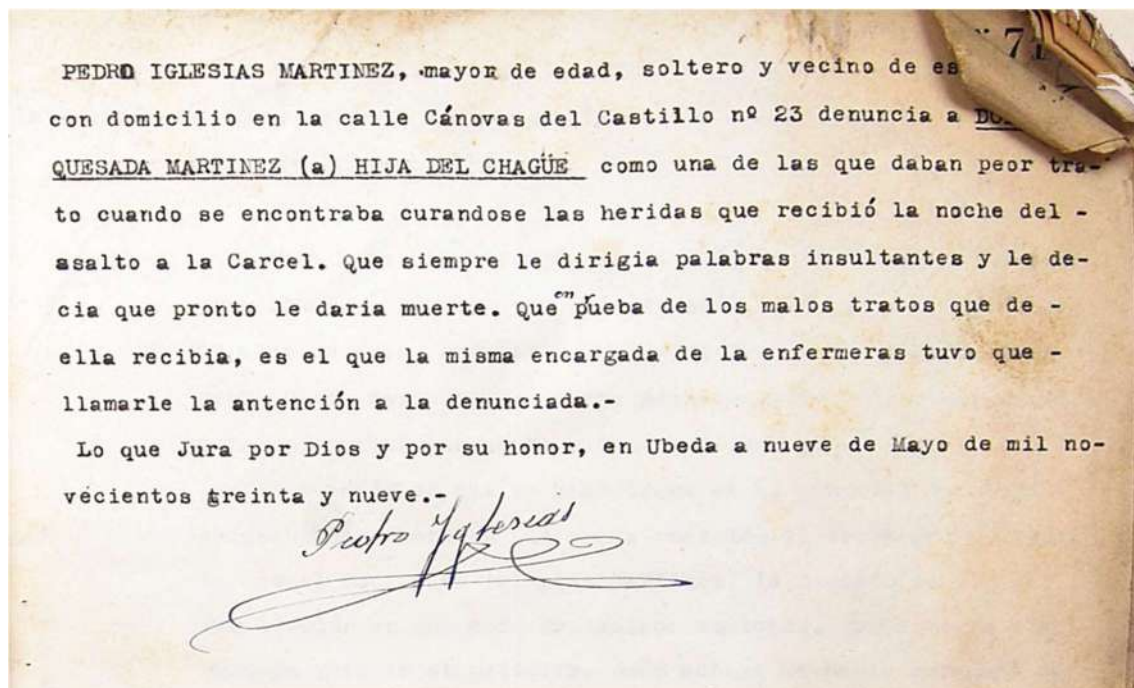 71
PEDRO IGLESIAS MARTINEZ, mayor de edad, soltero y vecino de es
con domicilio en la calle Cánovas del Castillo nº 23 denuncia a
QUESADA MARTINEZ (a) HIJA DEL CHAGÜE como una de las que daban peor tra-
to cuando se encontraba curandose las heridas que recibió la noche del -
asalto a la Carcel. Que siempre le dirigia palabras insultantes y le de-
cia que pronto le daria muerte. Que en prueba de los malos tratos que de -
ella recibia, es el que la misma encargada de la enfermeras tuvo que -
llamarle la antención a la denunciada.-
Lo que Jura por Dios y por su honor, en Ubeda a nueve de Mayo de mil no-
vecientos treinta y nueve.-
Pedro Yglesias